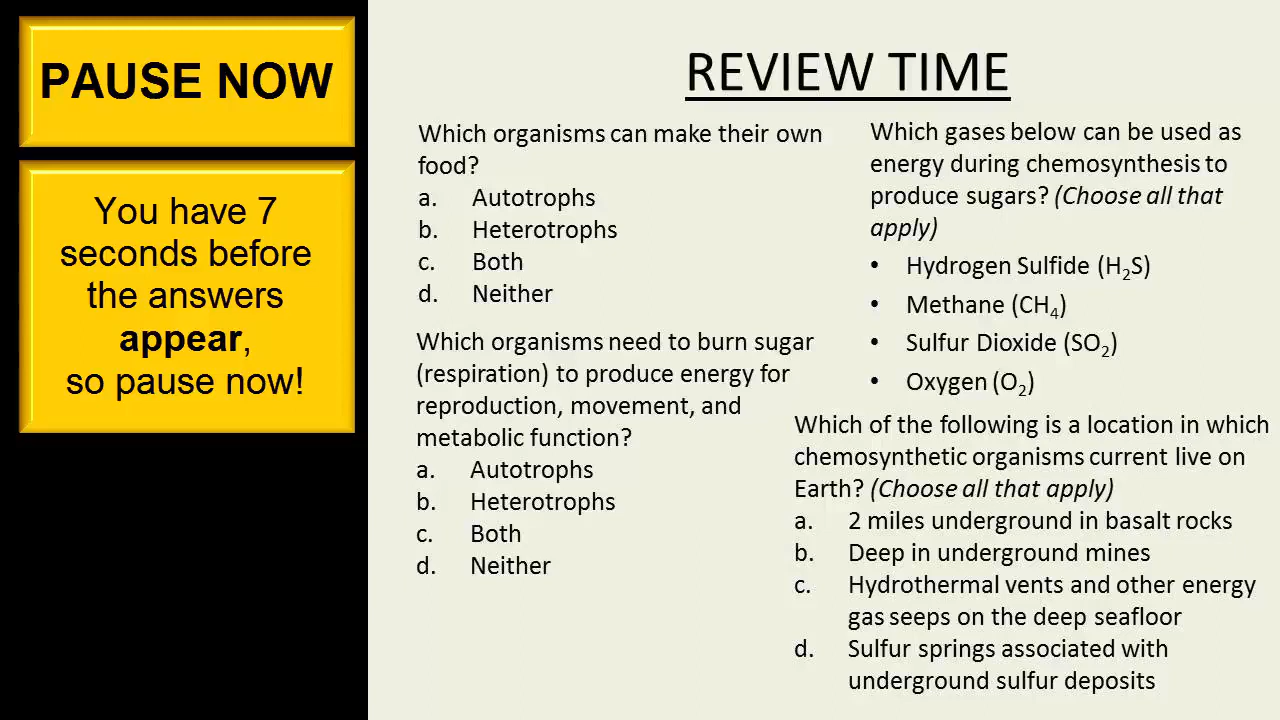 PAUSE NOW
You have 7
seconds before
the answers
appear,
so pause now!
REVIEW TIME
Which organisms can make their own
food?
a. Autotrophs
b. Heterotrophs
c. Both
d. Neither
Which organisms need to burn sugar
(respiration) to produce energy for
reproduction, movement, and
metabolic function?
a. Autotrophs
b. Heterotrophs
c. Both
d. Neither
Which gases below can be used as
energy during chemosynthesis to
produce sugars? (Choose all that
apply)
• Hydrogen Sulfide (H₂S)
• Methane (CH₄)
• Sulfur Dioxide (SO₂)
• Oxygen (O₂)
Which of the following is a location in which
chemosynthetic organisms current live on
Earth? (Choose all that apply)
a. 2 miles underground in basalt rocks
b. Deep in underground mines
c. Hydrothermal vents and other energy
gas seeps on the deep seafloor
d. Sulfur springs associated with
underground sulfur deposits